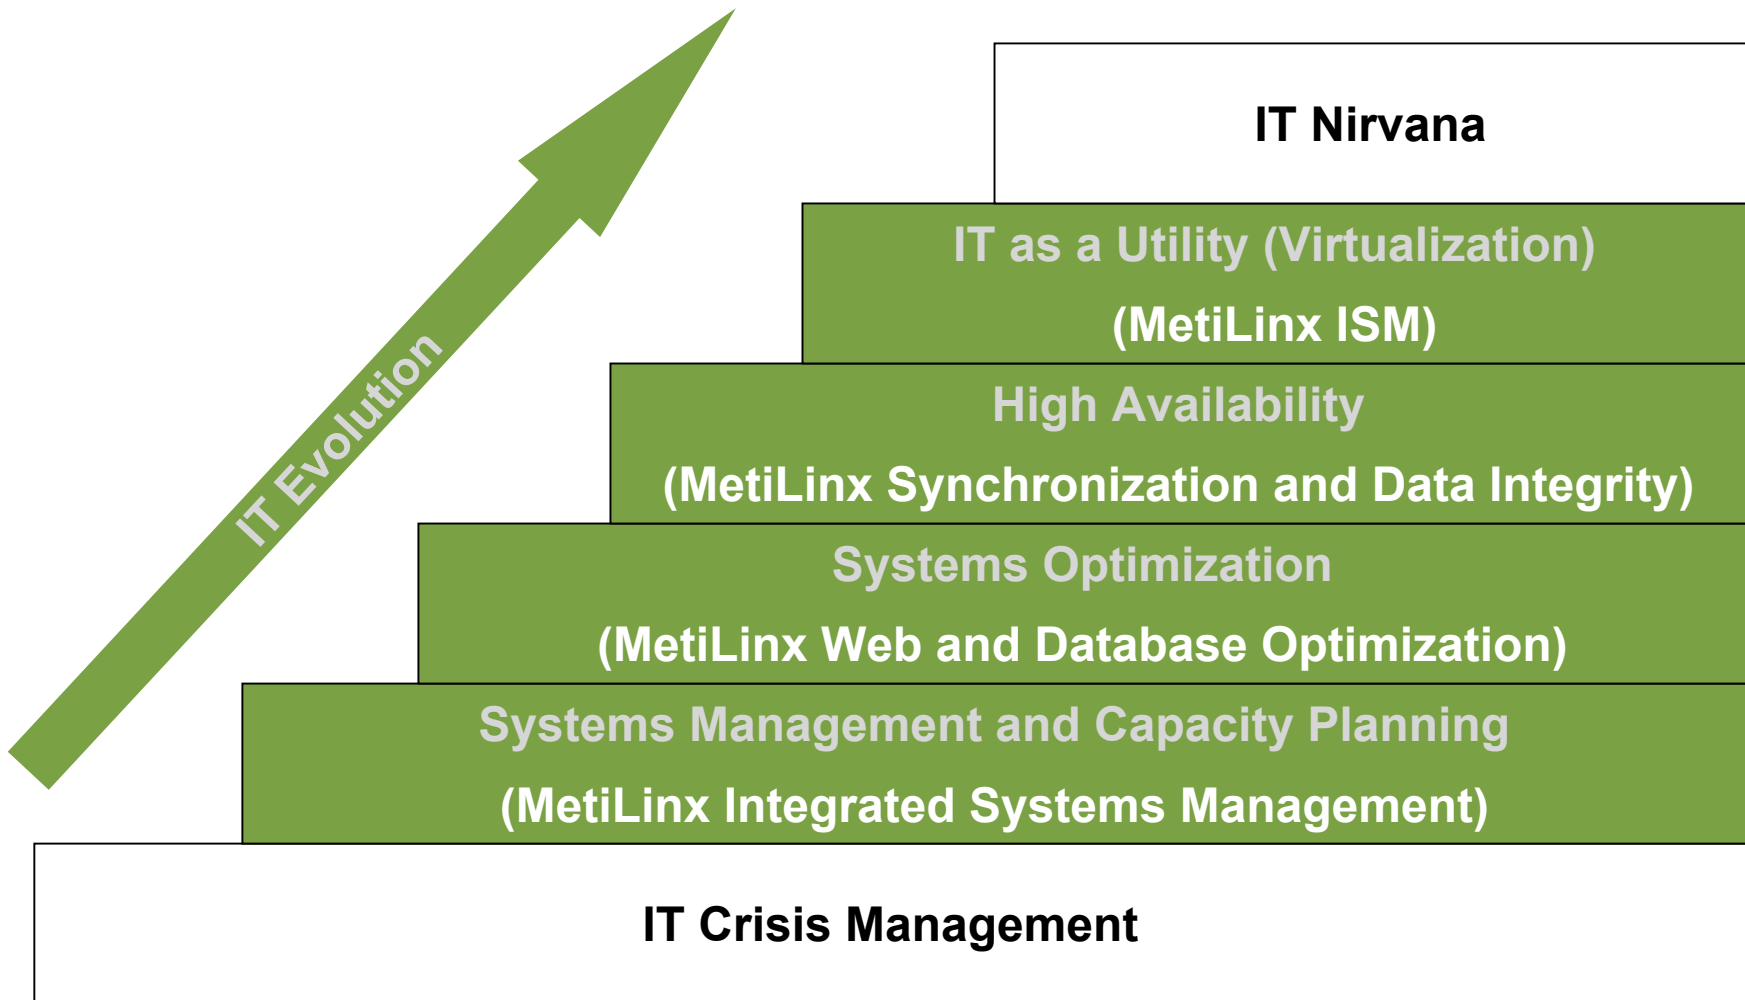 IT Nirvana
IT as a Utility (Virtualization)
(MetiLinx ISM)
High Availability
(MetiLinx Synchronization and Data Integrity)
Systems Optimization
(MetiLinx Web and Database Optimization)
Systems Management and Capacity Planning
(MetiLinx Integrated Systems Management)
IT Crisis Management
IT Evolution